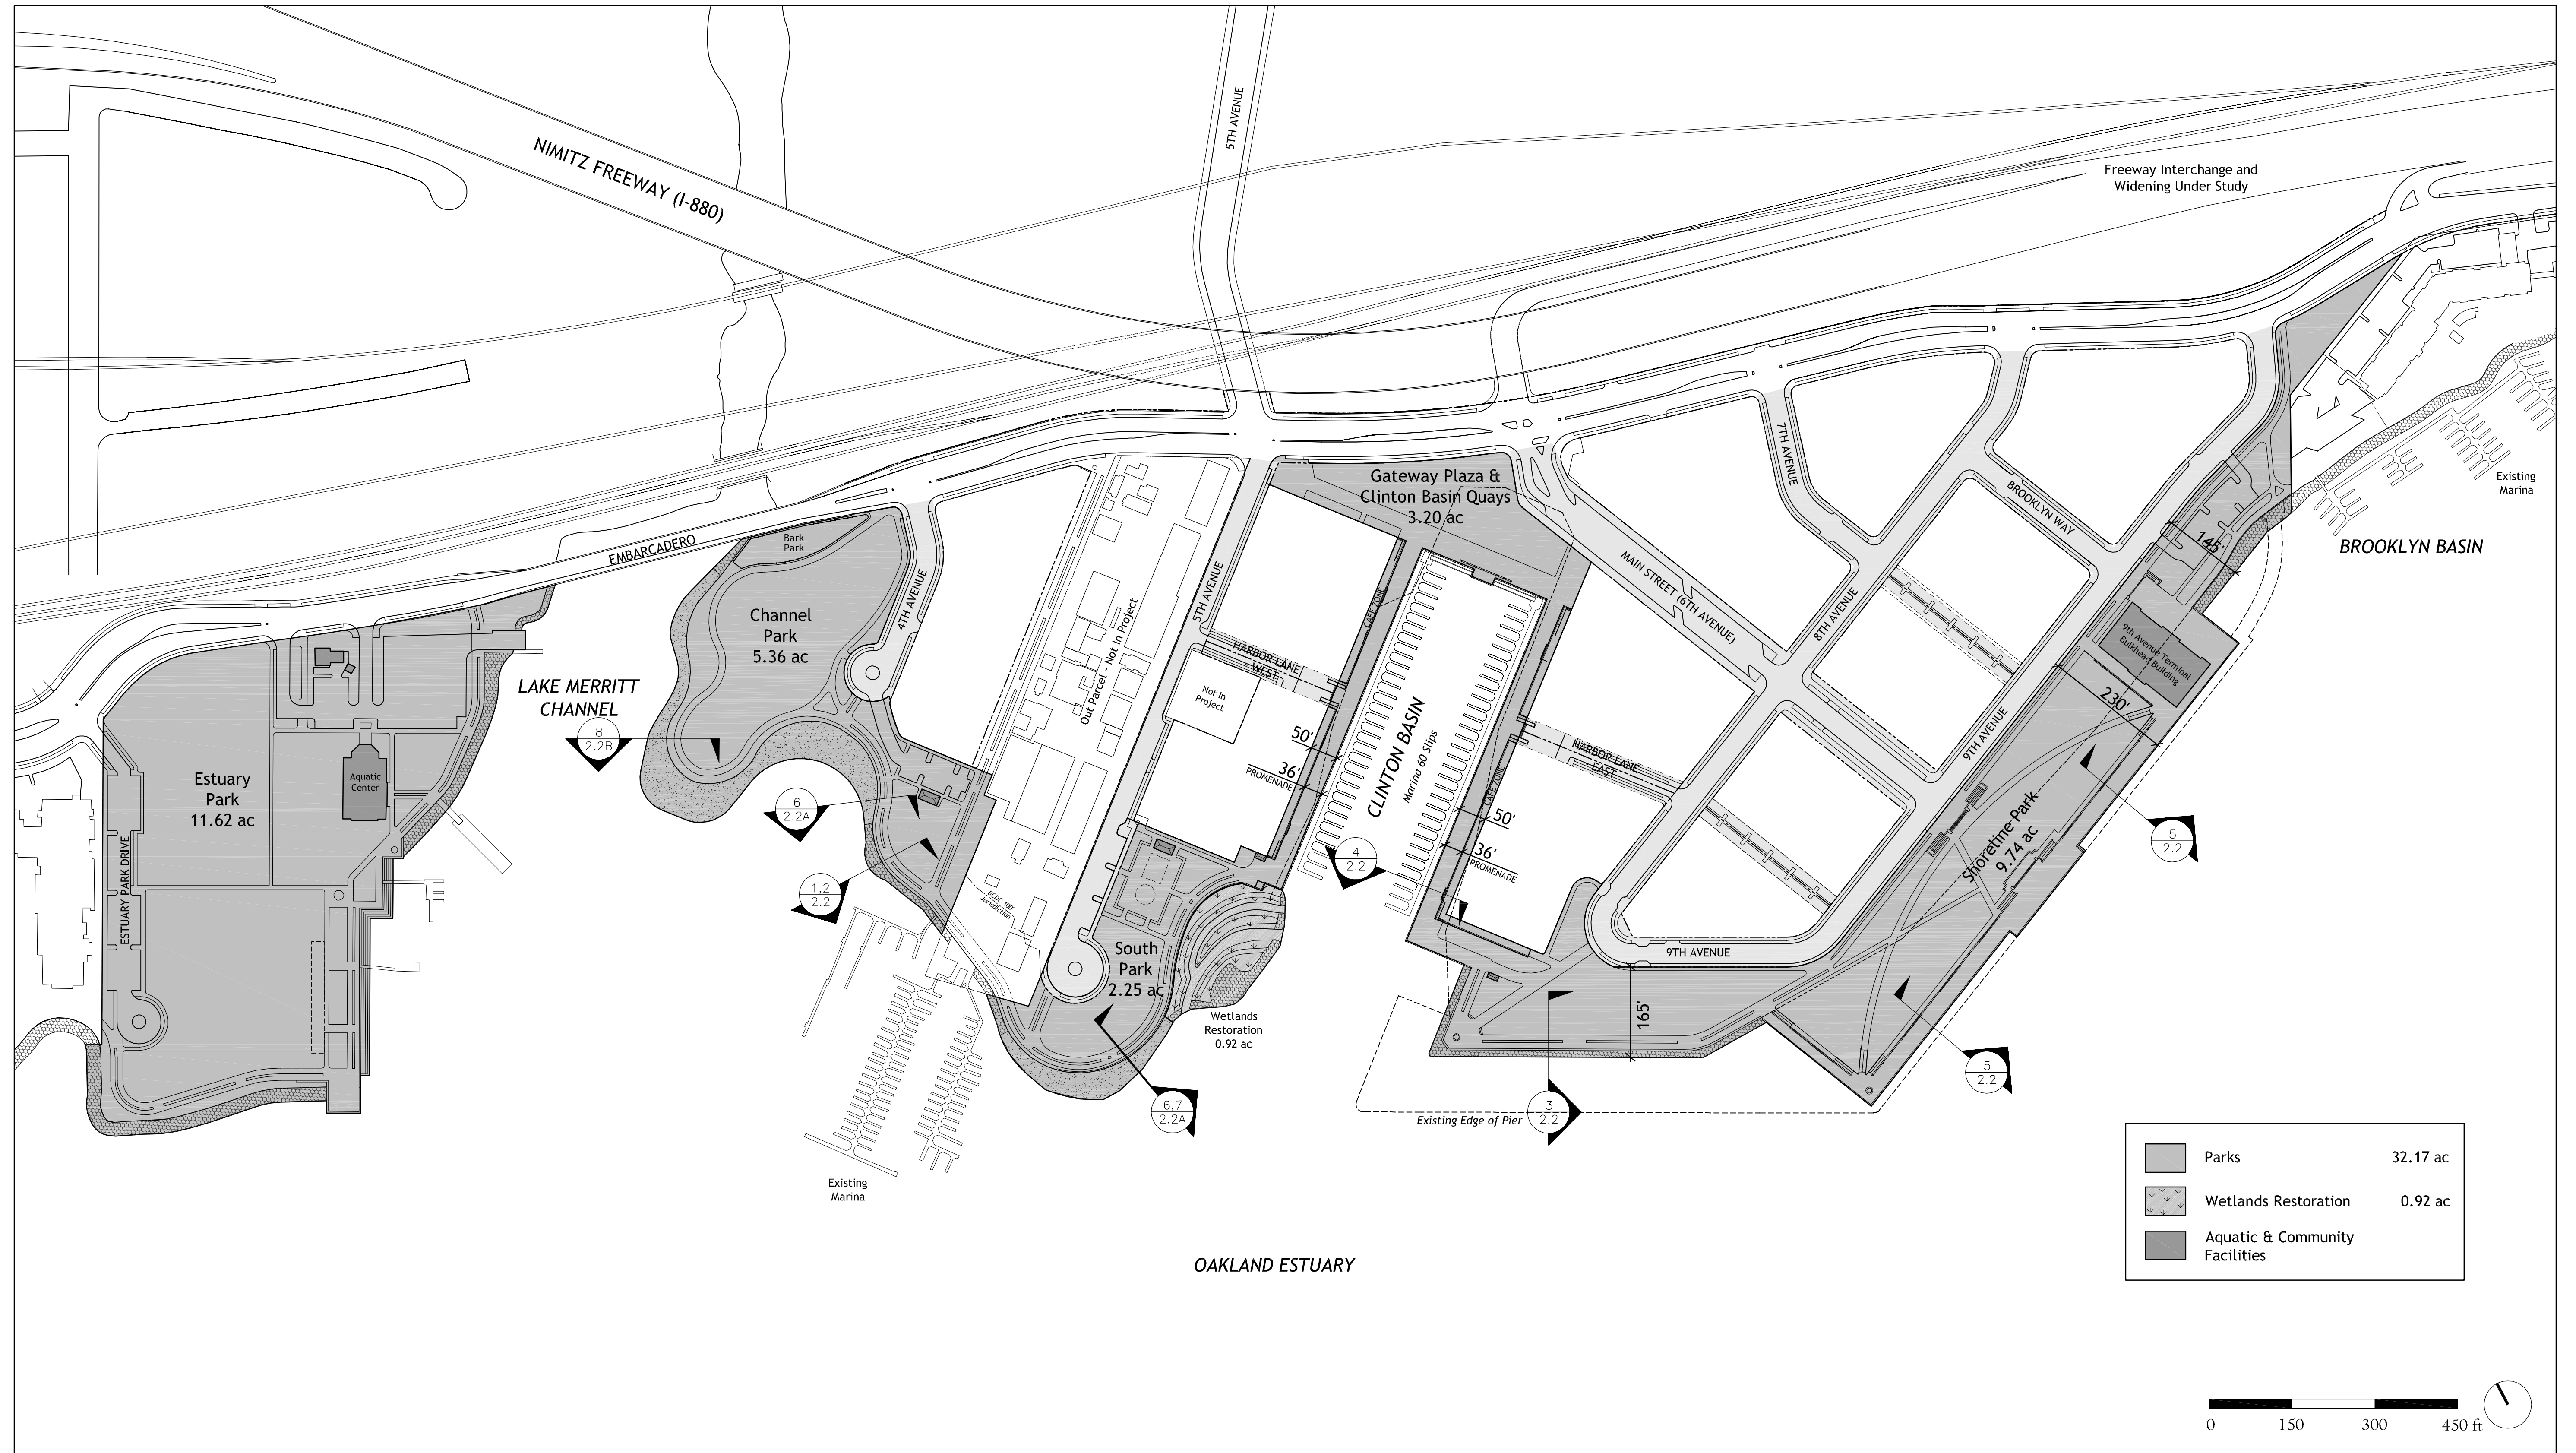 5TH AVENUE
NIMITZ FREEWAY (I-880)
Freeway Interchange and
Widening Under Study
Gateway Plaza &
Clinton Basin Quays
3.20 ac
7TH AVENUE
BROOKLYN WAY
Existing
Marina
BROOKLYN BASIN
145'
EMBARCADERO
Bark
Park
Channel
Park
5.36 ac
4TH AVENUE
5TH AVENUE
Out Parcel - Not In Project
HARBOR LANE
WEST
Not In
Project
CAFE ZONE
MAIN STREET (6TH AVENUE)
8TH AVENUE
9th Avenue Terminal
Bulkhead Building
230'
9TH AVENUE
LAKE MERRITT
CHANNEL
8
2.2B
50'
36'
PROMENADE
CLINTON BASIN
Marina 60 Slips
HARBOR LANE
EAST
CAFE ZONE
50'
36'
PROMENADE
Estuary
Park
11.62 ac
Aquatic
Center
ESTUARY PARK DRIVE
6
2.2A
1,2
2.2
4
2.2
5
2.2
Shoreline Park
9.74 ac
BCDC 100'
Jurisdiction
South
Park
2.25 ac
9TH AVENUE
165'
Wetlands
Restoration
0.92 ac
5
2.2
6,7
2.2A
Existing Edge of Pier
3
2.2
Existing
Marina
OAKLAND ESTUARY
Parks 32.17 ac
Wetlands Restoration 0.92 ac
Aquatic & Community
Facilities
0 150 300 450 ft